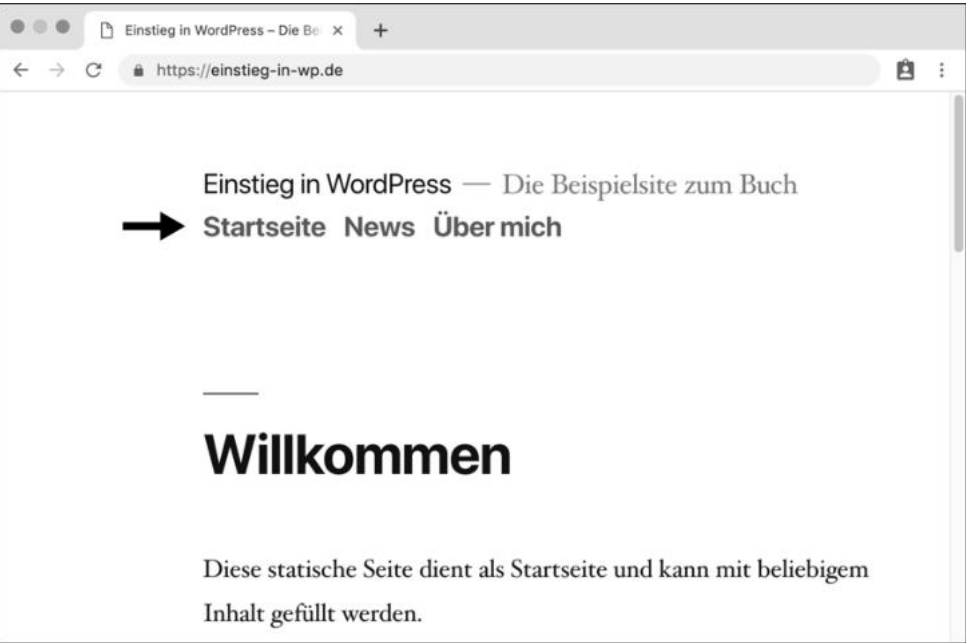 Einstieg in WordPress – Die Be
https://einstieg-in-wp.de
Einstieg in WordPress — Die Beispielsite zum Buch
Startseite News Über mich
Willkommen
Diese statische Seite dient als Startseite und kann mit beliebigem
Inhalt gefüllt werden.